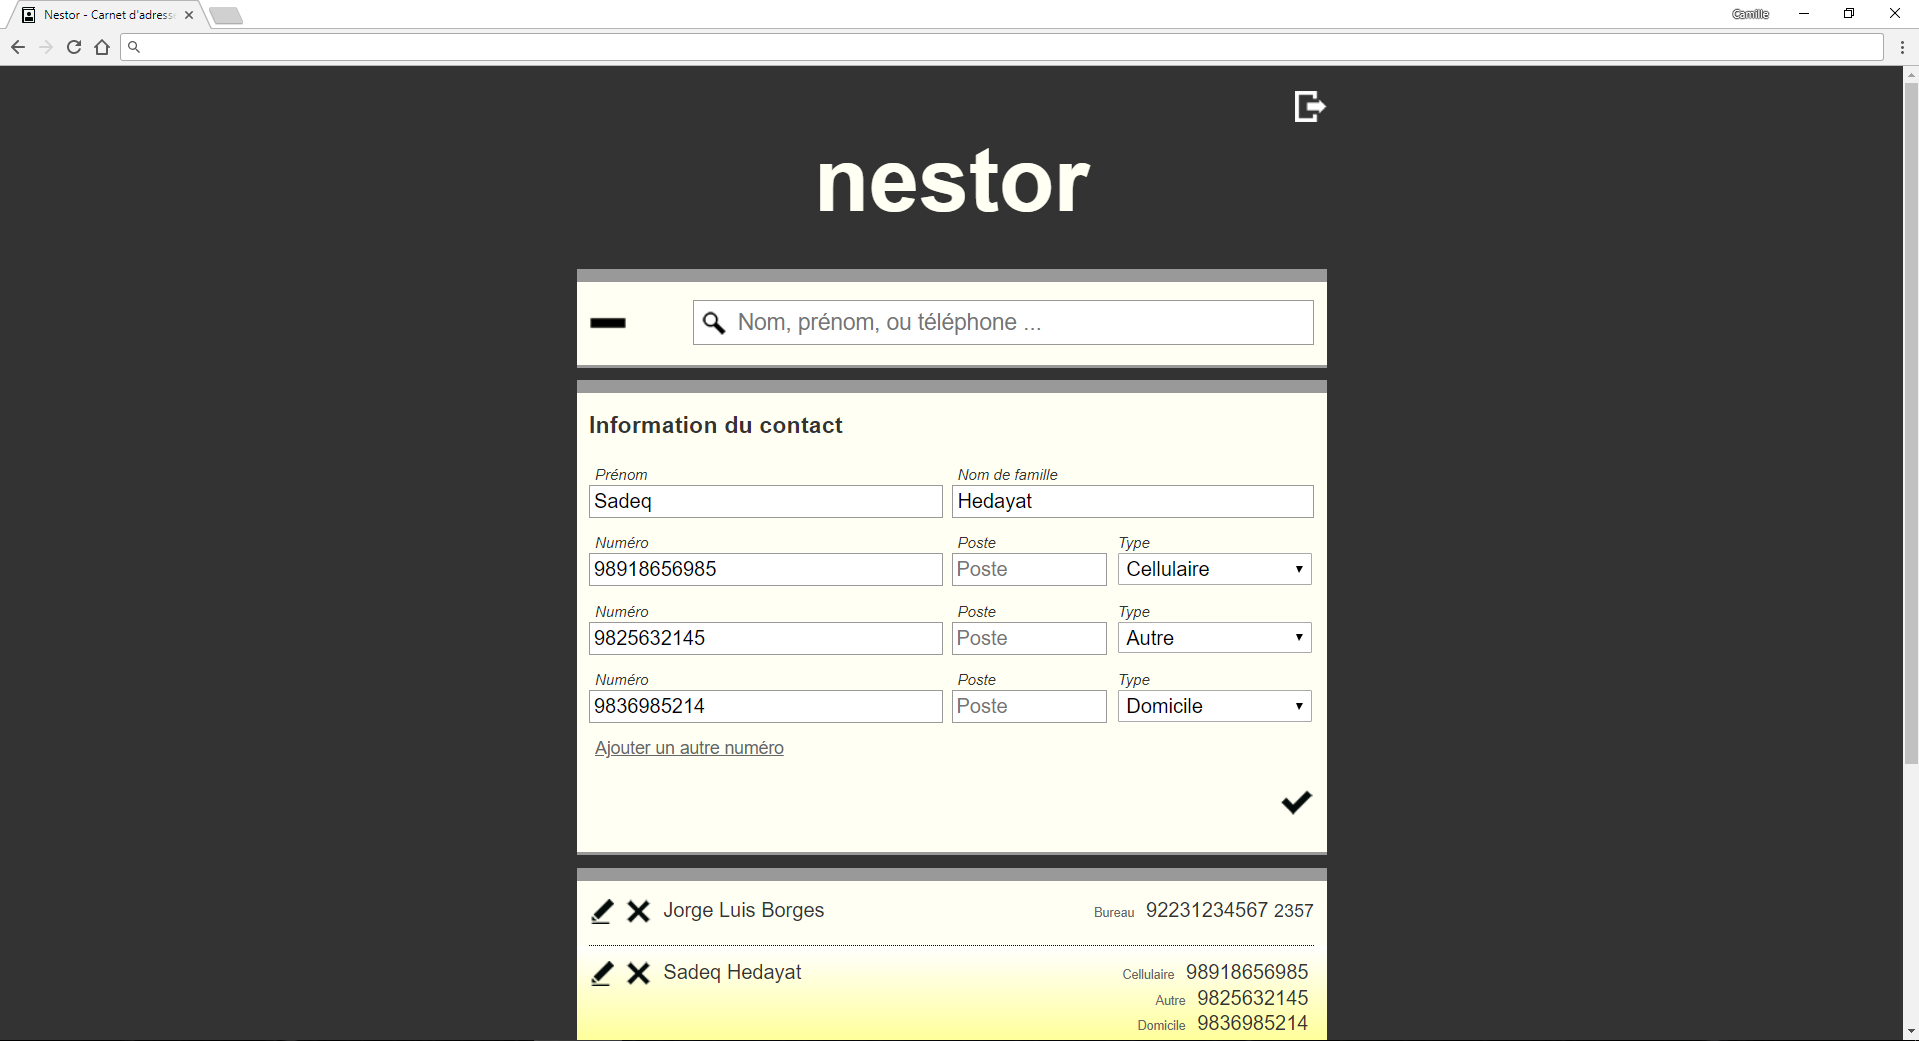 Nestor - Carnet d'adress
Camille
nestor
Nom, prénom, ou téléphone ...
Information du contact
Prénom Nom de famille
Sadeq Hedayat
Numéro Poste Type
98918656985 Poste Cellulaire
Numéro Poste Type
9825632145 Poste Autre
Numéro Poste Type
9836985214 Poste Domicile
Ajouter un autre numéro
Jorge Luis Borges Bureau 92231234567 2357
Sadeq Hedayat Cellulaire 98918656985
Autre 9825632145
Domicile 9836985214